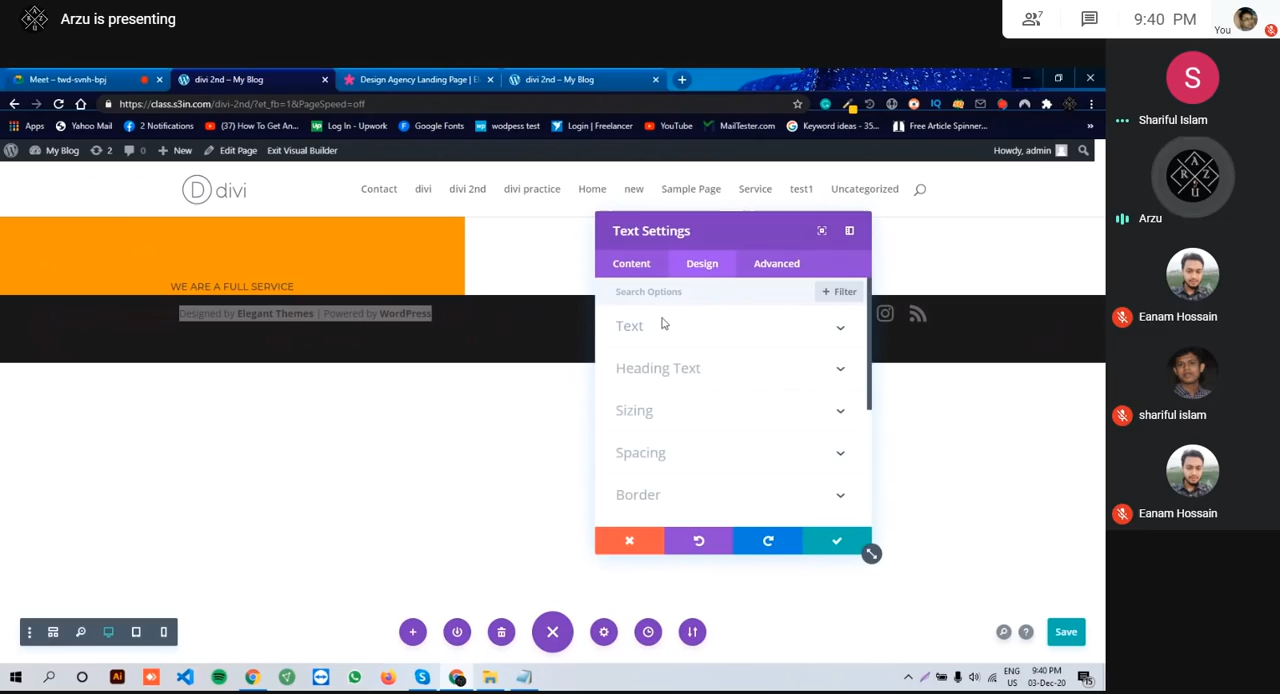 Arzu is presenting
7
9:40 PM
You
Meet – twd-svnh-bpj
divi 2nd – My Blog
Design Agency Landing Page | El
divi 2nd – My Blog
https://class.s3in.com/divi-2nd/?et_fb=1&PageSpeed=off
Apps
Yahoo Mail
2 Notifications
(37) How To Get An...
Log In - Upwork
Google Fonts
wodpess test
Login | Freelancer
YouTube
MailTester.com
Keyword ideas - 35...
Free Article Spinner...
My Blog
2
0
New
Edit Page
Exit Visual Builder
Howdy, admin
D divi
Contact
divi
divi 2nd
divi practice
Home
new
Sample Page
Service
test1
Uncategorized
WE ARE A FULL SERVICE
Designed by Elegant Themes | Powered by WordPress
Text Settings
Content
Design
Advanced
Search Options
+ Filter
Text
Heading Text
Sizing
Spacing
Border
Save
S
Shariful Islam
A
R
Z
U
Arzu
Eanam Hossain
shariful islam
Eanam Hossain
ENG
US
9:40 PM
03-Dec-20
15